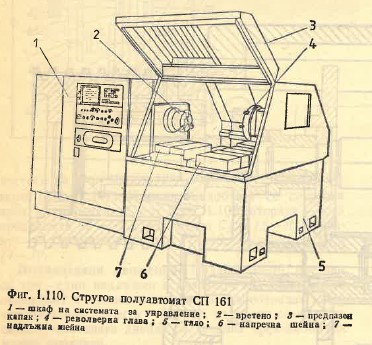 1
2
3
4
5
6
7
Фиг. 1.110. Стругов полуавтомат СП 161
1 — шкаф на системата за управление; 2 — вретено; 3 — предпазен
капак; 4 — револверна глава; 5 — тяло; 6 — напречна шейна; 7 —
надлъжна шейна